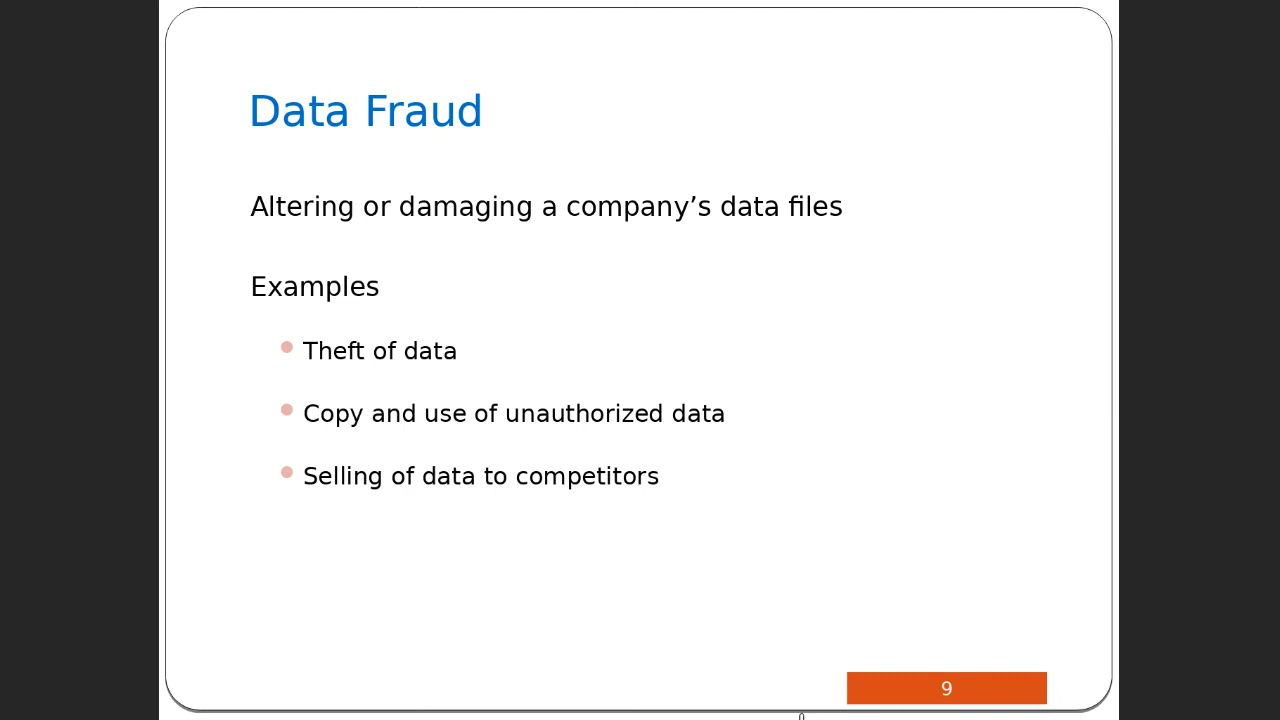 Data Fraud
Altering or damaging a company’s data files
Examples
Theft of data
Copy and use of unauthorized data
Selling of data to competitors
9